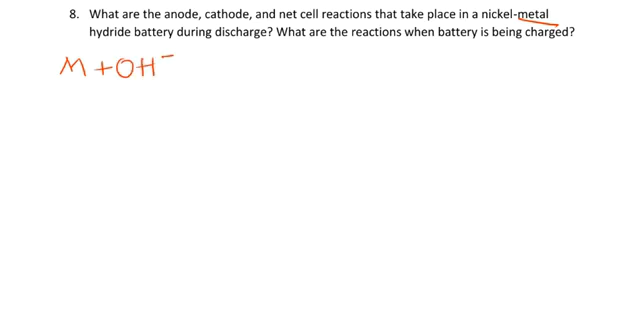 8. What are the anode, cathode, and net cell reactions that take place in a nickel-metal
hydride battery during discharge? What are the reactions when battery is being charged?
M + OH⁻